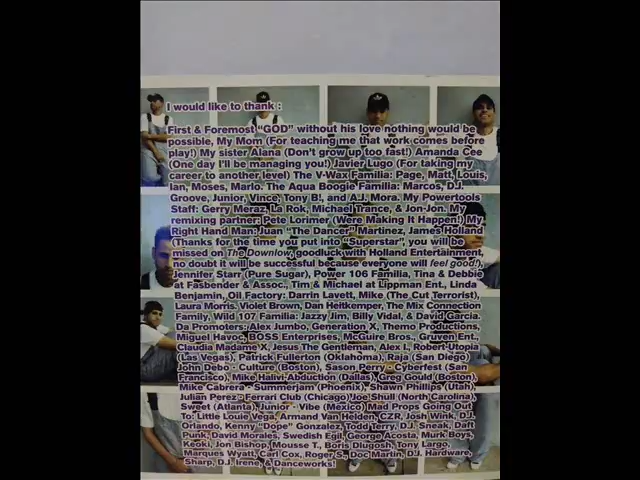 I would like to thank :
First & Foremost "GOD" without his love nothing would be
possible, My Mom (For teaching me that work comes before
play!) My sister Alana (Don't grow up too fast!) Amanda Cee
(One day I'll be managing you!) Javier Lugo (For taking my
career to another level) The V-Wax Familia: Page, Matt, Louis,
Ian, Moses, Mario. The Aqua Boogie Familia: Marcos, D.J.
Groove, Junior, Vince, Tony B!, and A.J. Mora. My Powertools
Staff: Gerry Meraz, La Rok, Michael Trance, & Jon-Jon. My
remixing partner: Pete Lorimer (Were Making It Happen!) My
Right Hand Man: Juan "The Dancer" Martinez, James Holland
(Thanks for the time you put into "Superstar", you will be
missed on The Downlow, goodluck with Holland Entertainment,
no doubt it will be successful because everyone will feel good!),
Jennifer Starr (Pure Sugar), Power 106 Familia, Tina & Debbie
at Fasbender & Assoc., Tim & Michael at Lippman Ent., Linda
Benjamin, Oil Factory: Darrin Lavett, Mike (The Cut Terrorist),
Laura Morris. Violet Brown, Dan Heitkemper, The Mix Connection
Family, Wild 107 Familia: Jazzy Jim, Billy Vidal, & David Garcia.
Da Promoters: Alex Jumbo, Generation X, Themo Productions,
Miguel Havoc, BOSS Enterprises, McGuire Bros., Gruven Ent.,
Claudia Madame X, Jesus The Gentleman, Alex I., Robert-Utopia
(Las Vegas), Patrick Fullerton (Oklahoma), Raja (San Diego)
John Debo - Culture (Boston), Sason Perry - Cyberfest (San
Francisco), Mike Halivi-Abduction (Dallas), Greg Gould (Boston)
Mike Cabrera - Summerjam (Phoenix), Shawn Phillips (Utah)
Julian Perez - Ferrari Club (Chicago) Joe Shull (North Carolina)
Sweet (Atlanta), Junior - Vibe (Mexico) Mad Props Going Out
To: Little Louie Vega, Armand Van Helden, CZR, Josh Wink, D.J.
Orlando, Kenny "Dope" Gonzalez, Todd Terry, D.J. Sneak, Daft
Punk, David Morales, Swedish Egil, George Acosta, Murk Boys,
Keoki, Jon Bishop, Mousse T., Boris Dlugosh, Tony Largo,
Marques Wyatt, Carl Cox, Roger S., Doc Martin, D.J. Hardware,
Sharp, D.J. Irene, & Danceworks!